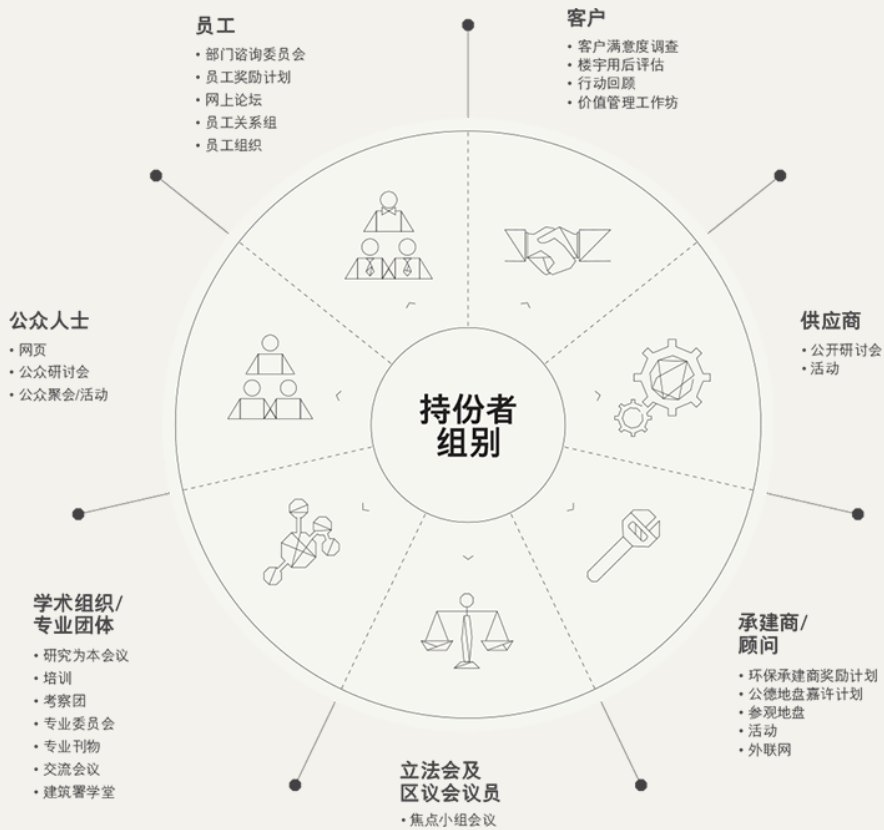 员工
• 部门谘询委员会
• 员工奖励计划
• 网上论坛
• 员工关系组
• 员工组织
客户
• 客户满意度调查
• 楼宇用后评估
• 行动回顾
• 价值管理工作坊
公众人士
• 网页
• 公众研讨会
• 公众聚会/活动
持份者
组别
供应商
• 公开研讨会
• 活动
学术组织/
专业团体
• 研究为本会议
• 培训
• 考察团
• 专业委员会
• 专业刊物
• 交流会议
• 建筑署学堂
立法会及
区议会议员
• 焦点小组会议
承建商/
顾问
• 环保承建商奖励计划
• 公德地盘嘉许计划
• 参观地盘
• 活动
• 外联网